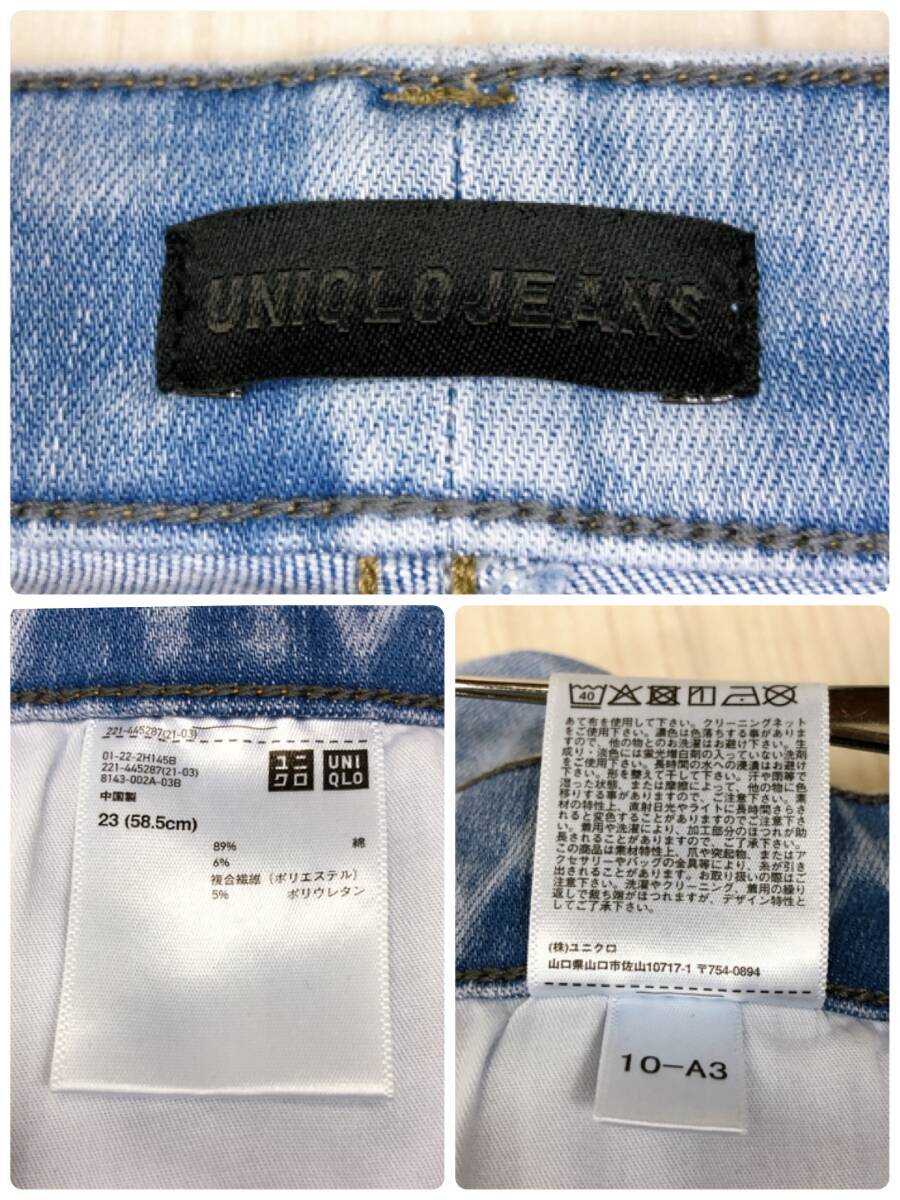 UNIQLO JEANS
221-445287(21-03)
01-22-2H145B
221-445287(21-03)
8143-002A-03B
ユニ
クロ
UNI
QLO
中国製
23 (58.5cm)
89% 綿
6%
複合繊維（ポリエステル）
5% ポリウレタン
40
あて布を使用して下さい。クリーニングネット
をご使用下さい。濃色は色落ちする事があります
ので、他の物とのお洗濯はお避け下さい。生
成り・淡色には蛍光増白剤の入っていない洗剤
をご使用下さい。長時間の水への浸漬はお避け
下さい。形を整えて干して下さい。汗や雨等で
湿った状態、または摩擦によって、他の物に色
移りする事がありますので、ご注意下さい。素
材の特性上、直射日光やライトに長時間さらさ
れると変色することがありますのでご注意下さ
い。着用や洗濯により、加工部分のほつれが助
長されることがありますので、ご了承下さい。
この商品は素材特性上、爪や突起物、またはア
クセサリーやバッグの金具等により、糸が引き
出されることがあります。お取り扱いの際はご
注意下さい。洗濯やクリーニング、着用の繰り
返しで裁ち端がほつれますが、デザイン特性と
してご了承下さい。
(株)ユニクロ
山口県山口市佐山10717-1 〒754-0894
10-A3